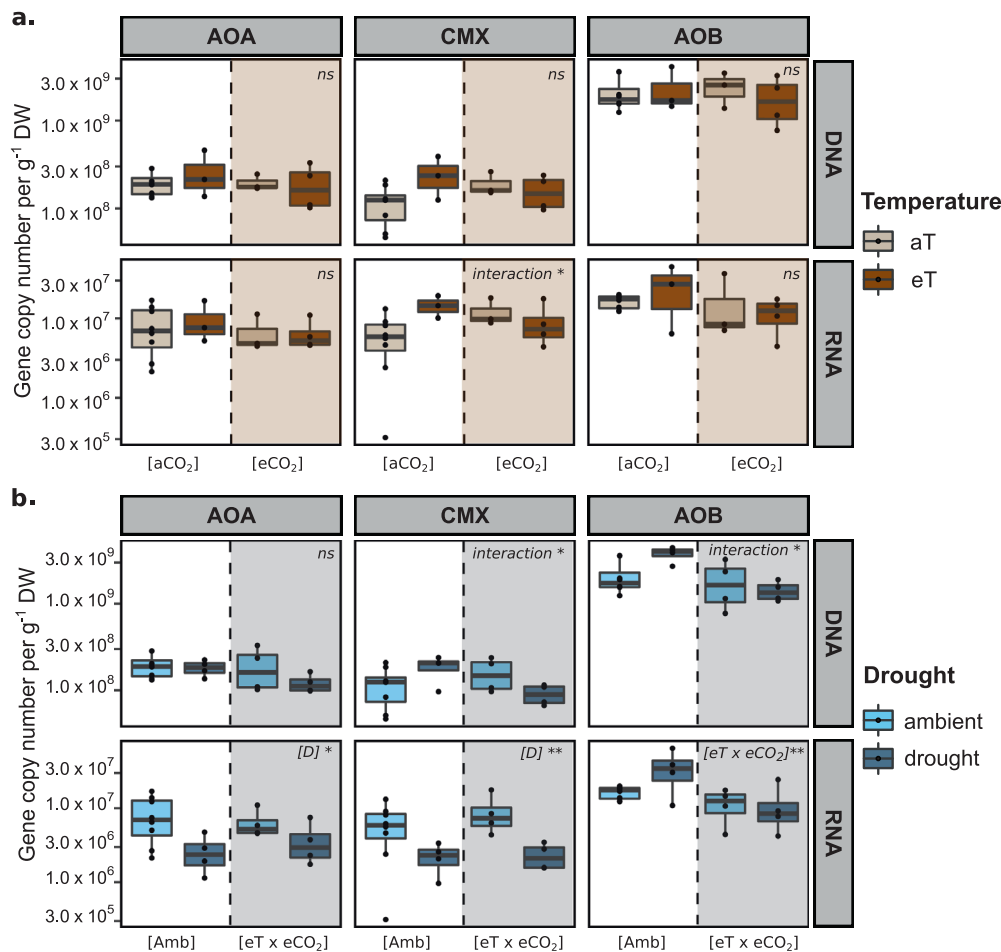 a.
AOA CMX AOB
Gene copy number per g⁻¹ DW
3.0 x 10⁹
1.0 x 10⁹
3.0 x 10⁸
1.0 x 10⁸
ns
ns
ns
DNA
1.0 x 10⁷
1.0 x 10⁷
3.0 x 10⁶
1.0 x 10⁶
3.0 x 10⁵
ns
interaction *
ns
RNA
[aCO₂] [eCO₂] [aCO₂] [eCO₂] [aCO₂] [eCO₂]
Temperature
aT
eT
b.
AOA CMX AOB
Gene copy number per g⁻¹ DW
3.0 x 10⁹
1.0 x 10⁹
3.0 x 10⁸
1.0 x 10⁸
ns
interaction *
interaction *
DNA
3.0 x 10⁷
1.0 x 10⁷
3.0 x 10⁶
1.0 x 10⁶
3.0 x 10⁵
[D] *
[D] **
[eT x eCO₂]**
RNA
[Amb] [eT x eCO₂] [Amb] [eT x eCO₂] [Amb] [eT x eCO₂]
Drought
ambient
drought